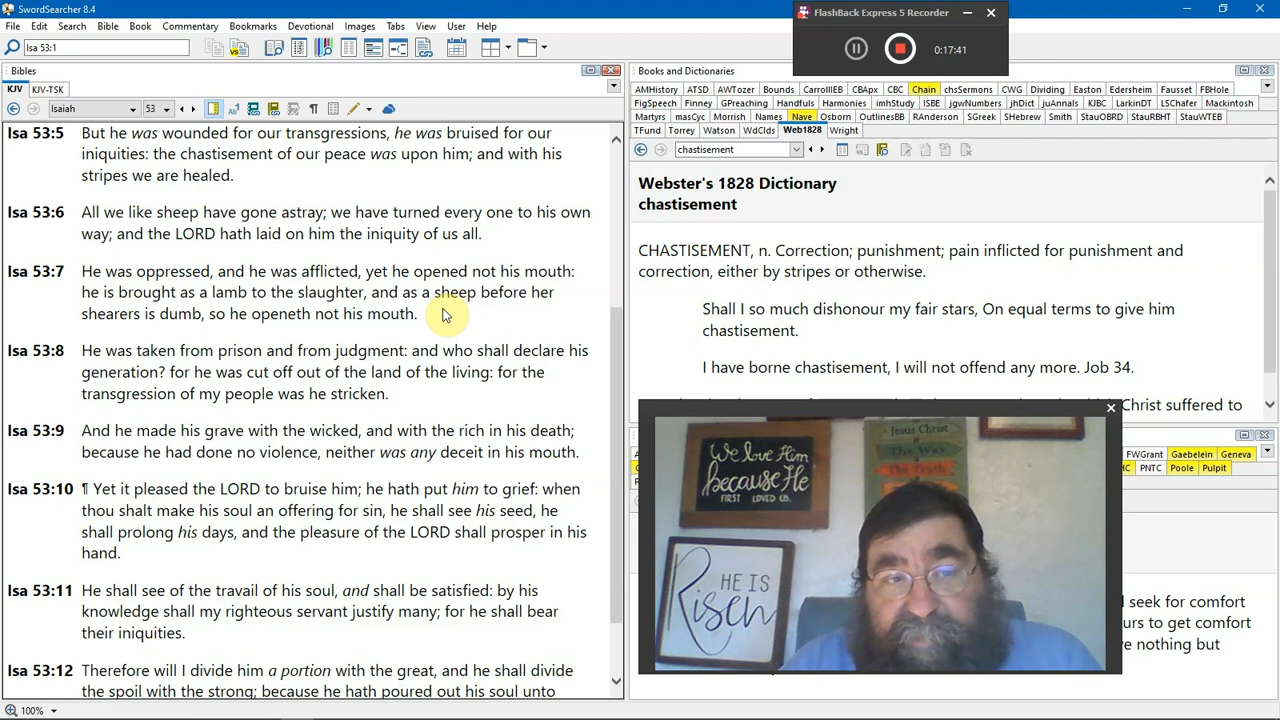 SwordSearcher 8.4
File Edit Search Bible Book Commentary Bookmarks Devotional Images Tabs View User Help
Isa 53:1
Bibles
KJV KJV-TSK
Isaiah 53
Isa 53:5 But he was wounded for our transgressions, he was bruised for our
iniquities: the chastisement of our peace was upon him; and with his
stripes we are healed.
Isa 53:6 All we like sheep have gone astray; we have turned every one to his own
way; and the LORD hath laid on him the iniquity of us all.
Isa 53:7 He was oppressed, and he was afflicted, yet he opened not his mouth:
he is brought as a lamb to the slaughter, and as a sheep before her
shearers is dumb, so he openeth not his mouth.
Isa 53:8 He was taken from prison and from judgment: and who shall declare his
generation? for he was cut off out of the land of the living: for the
transgression of my people was he stricken.
Isa 53:9 And he made his grave with the wicked, and with the rich in his death;
because he had done no violence, neither was any deceit in his mouth.
Isa 53:10 ¶ Yet it pleased the LORD to bruise him; he hath put him to grief: when
thou shalt make his soul an offering for sin, he shall see his seed, he
shall prolong his days, and the pleasure of the LORD shall prosper in his
hand.
Isa 53:11 He shall see of the travail of his soul, and shall be satisfied: by his
knowledge shall my righteous servant justify many; for he shall bear
their iniquities.
Isa 53:12 Therefore will I divide him a portion with the great, and he shall divide
the spoil with the strong; because he hath poured out his soul unto
100%
FlashBack Express 5 Recorder
0:17:41
Books and Dictionaries
AMHistory ATSD AWTozer Bounds CarrollEB CBApx CBC Chain chsSermons CWG Dividing Easton Edersheim Fausset FBHole
FigSpeech Finney GPreaching Handfuls Harmonies imhStudy ISBE jgwNumbers jhDict juAnnals KJBC LarkinDT LSChafer Mackintosh
Martyrs masCyc Morrish Names Nave Osborn OutlinesBB RAnderson SGreek SHebrew Smith StauOBRD StauRBHT StauWTEB
TFund Torrey Watson WdClds Web1828 Wright
chastisement
Webster's 1828 Dictionary
chastisement
CHASTISEMENT, n. Correction; punishment; pain inflicted for punishment and
correction, either by stripes or otherwise.
Shall I so much dishonour my fair stars, On equal terms to give him
chastisement.
I have borne chastisement, I will not offend any more. Job 34.
Christ suffered to
FWGrant Gaebelein Geneva
PNTC Poole Pulpit
seek for comfort
urs to get comfort
ve nothing but
We love Him
because He
FIRST LOVED US.
Jesus Christ
The Way
The Truth
HE IS
Risen